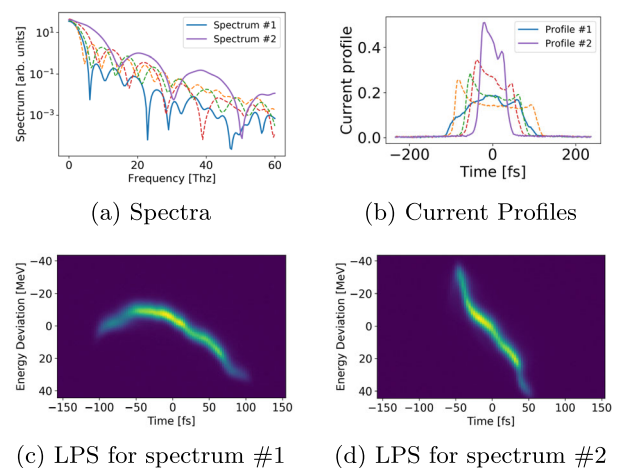 Spectrum [arb. units]
10^1
10^-1
10^-3
Spectrum #1
Spectrum #2
0 20 40 60
Frequency [Thz]
(a) Spectra
Current profile
0.4
0.2
0.0
Profile #1
Profile #2
−200 0 200
Time [fs]
(b) Current Profiles
Energy Deviation [MeV]
−40
−20
0
20
40
−150 −100 −50 0 50 100 150
Time [fs]
(c) LPS for spectrum #1
Energy Deviation [MeV]
−40
−20
0
20
40
−150 −100 −50 0 50 100 150
Time [fs]
(d) LPS for spectrum #2